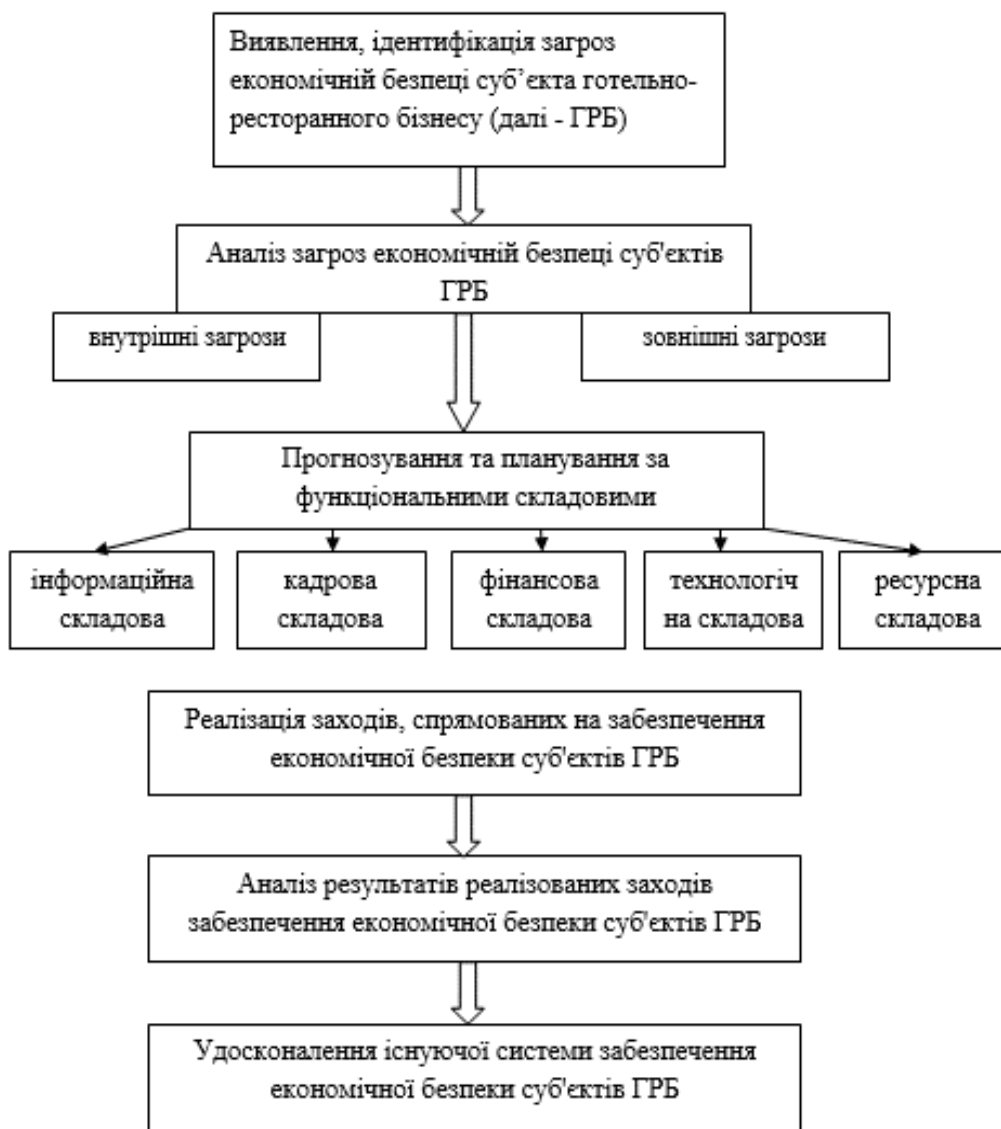 Виявлення, ідентифікація загроз
економічній безпеці суб’єкта готельно-
ресторанного бізнесу (далі - ГРБ)
Аналіз загроз економічній безпеці суб'єктів
ГРБ
внутрішні загрози
зовнішні загрози
Прогнозування та планування за
функціональними складовими
інформаційна
складова
кадрова
складова
фінансова
складова
технологіч
на складова
ресурсна
складова
Реалізація заходів, спрямованих на забезпечення
економічної безпеки суб'єктів ГРБ
Аналіз результатів реалізованих заходів
забезпечення економічної безпеки суб'єктів ГРБ
Удосконалення існуючої системи забезпечення
економічної безпеки суб'єктів ГРБ